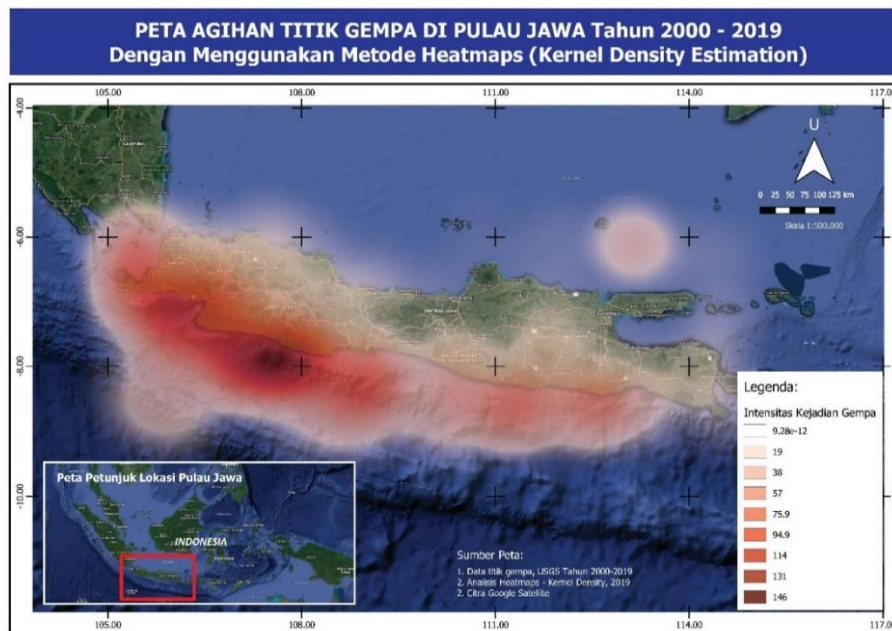 PETA AGIHAN TITIK GEMPA DI PULAU JAWA Tahun 2000 - 2019
Dengan Menggunakan Metode Heatmaps (Kernel Density Estimation)
105.00 108.00 111.00 114.00 117.0
-4.00
U
0 25 50 75 100 125 km
Skala 1:500.000
-6.00
-8.00
-10.00
Legenda:
Intensitas Kejadian Gempa
9.28e-12
19
38
57
75.9
94.9
114
131
146
Peta Petunjuk Lokasi Pulau Jawa
INDONESIA
Sumber Peta:
1. Data titik gempa, USGS Tahun 2000-2019
2. Analisis Heatmaps - Kernel Density, 2019
2. Citra Google Satellite
105.00 108.00 111.00 114.00 117.0